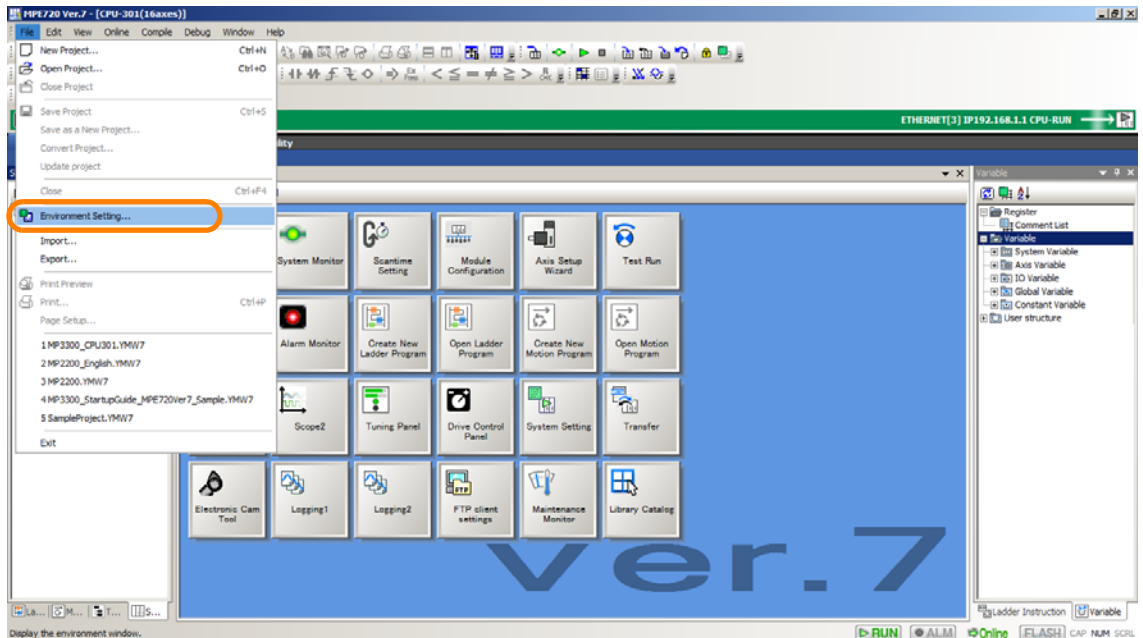 MPE720 Ver.7 - [CPU-301(16axes)]
File Edit View Online Compile Debug Window Help
New Project... Ctrl+N
Open Project... Ctrl+O
Close Project
Save Project Ctrl+S
Save as a New Project...
Convert Project...
Update project
Close Ctrl+F4
Environment Setting...
Import...
Export...
Print Preview
Print... Ctrl+P
Page Setup...
1 MP3300_CPU301.YMW7
2 MP2200_English.YMW7
3 MP2200.YMW7
4 MP3300_StartupGuide_MPE720Ver7_Sample.YMW7
5 SampleProject.YMW7
Exit
ETHERNET[3] IP192.168.1.1 CPU-RUN
System Monitor
Scantime Setting
Module Configuration
Axis Setup Wizard
Test Run
Alarm Monitor
Create New Ladder Program
Open Ladder Program
Create New Motion Program
Open Motion Program
Scope2
Tuning Panel
Drive Control Panel
System Setting
Transfer
Electronic Cam Tool
Logging1
Logging2
FTP client settings
Maintenance Monitor
Library Catalog
ver.7
Variable
Register
Comment List
Variable
System Variable
Axis Variable
IO Variable
Global Variable
Constant Variable
User structure
La... M... T... S...
Ladder Instruction Variable
Display the environment window.
RUN ALM Online FLASH CAP NUM SCRL